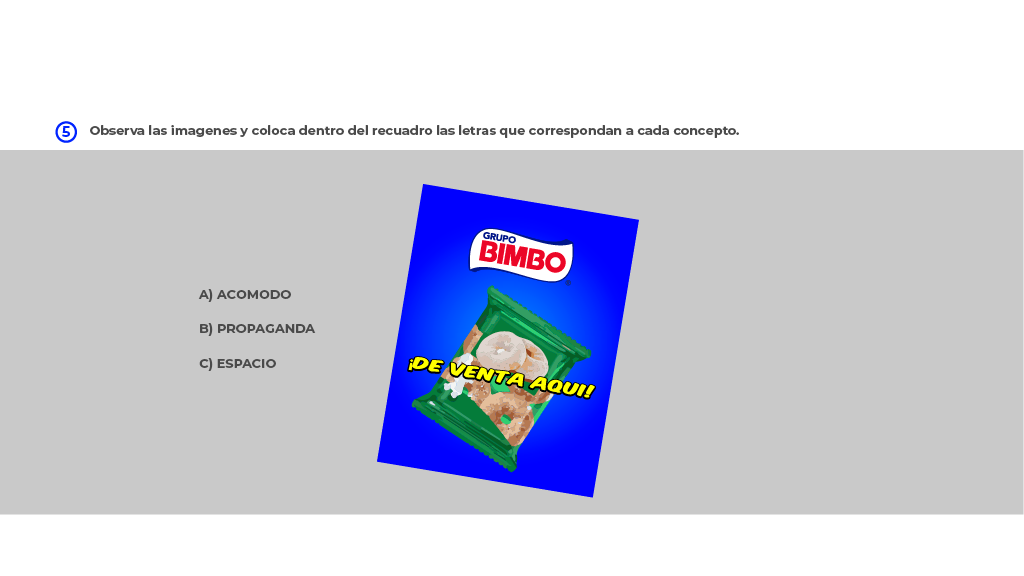 5 Observa las imagenes y coloca dentro del recuadro las letras que correspondan a cada concepto.
A) ACOMODO
B) PROPAGANDA
C) ESPACIO
GRUPO
BIMBO
®
¡DE VENTA AQUI!